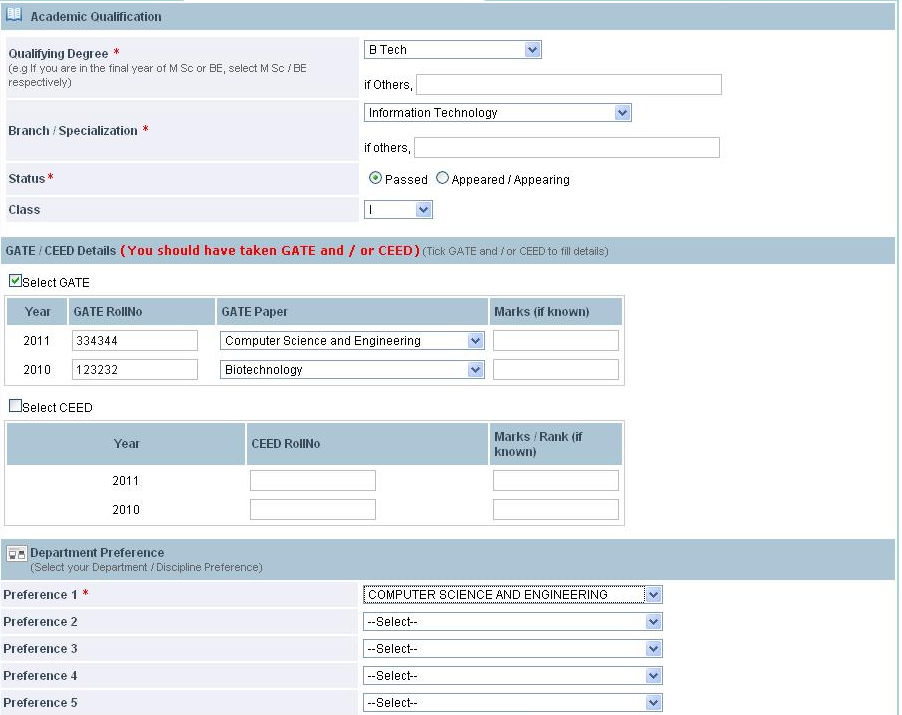 Academic Qualification
Qualifying Degree *
(e.g If you are in the final year of M Sc or BE, select M Sc / BE
respectively)
B Tech
if Others,
Branch / Specialization *
Information Technology
if others,
Status *
Passed Appeared / Appearing
Class
I
GATE / CEED Details (You should have taken GATE and / or CEED) (Tick GATE and / or CEED to fill details)
Select GATE
Year GATE RollNo GATE Paper Marks (if known)
2011 334344 Computer Science and Engineering
2010 123232 Biotechnology
Select CEED
Year CEED RollNo Marks / Rank (if
known)
2011
2010
Department Preference
(Select your Department / Discipline Preference)
Preference 1 * COMPUTER SCIENCE AND ENGINEERING
Preference 2 --Select--
Preference 3 --Select--
Preference 4 --Select--
Preference 5 --Select--